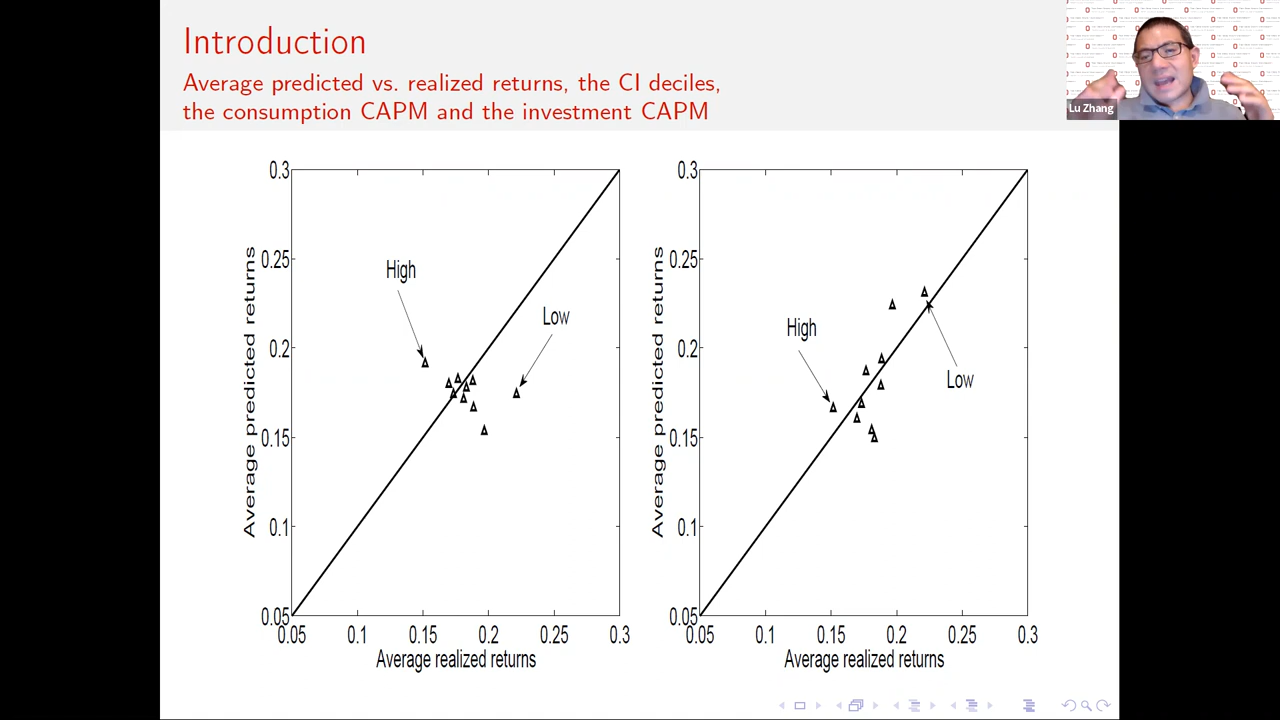 Introduction
Average predicted vs. realized returns, the CI deciles,
the consumption CAPM and the investment CAPM
Lu Zhang
0.3
0.25
0.2
0.15
0.1
0.05
Average predicted returns
High
Low
0.05 0.1 0.15 0.2 0.25 0.3
Average realized returns
0.3
0.25
0.2
0.15
0.1
0.05
Average predicted returns
High
Low
0.05 0.1 0.15 0.2 0.25 0.3
Average realized returns